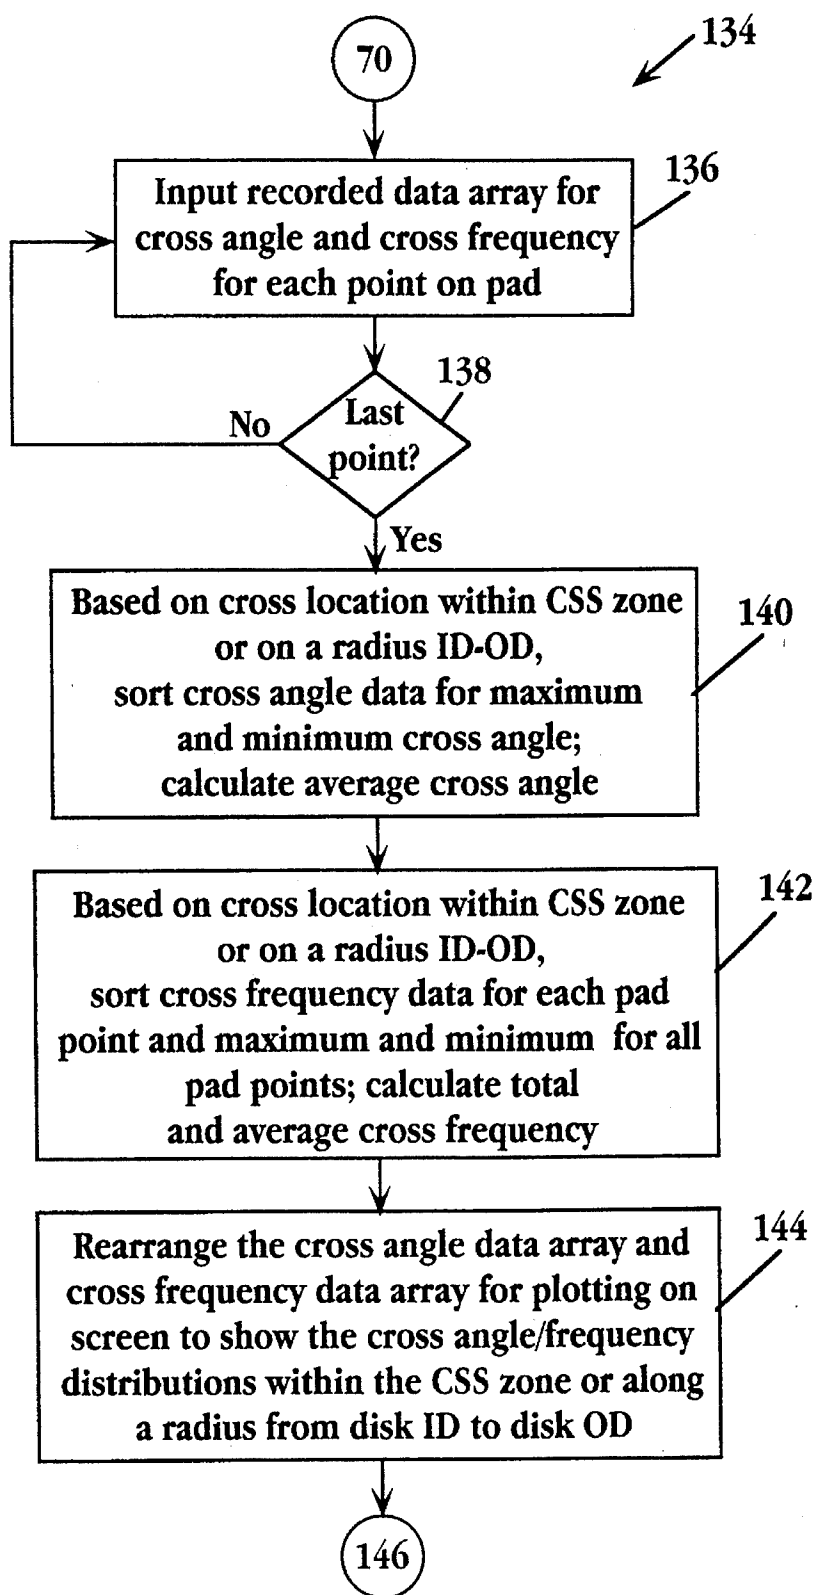 70
134
Input recorded data array for
cross angle and cross frequency
for each point on pad
136
Last
point?
138
No
Yes
Based on cross location within CSS zone
or on a radius ID-OD,
sort cross angle data for maximum
and minimum cross angle;
calculate average cross angle
140
Based on cross location within CSS zone
or on a radius ID-OD,
sort cross frequency data for each pad
point and maximum and minimum for all
pad points; calculate total
and average cross frequency
142
Rearrange the cross angle data array and
cross frequency data array for plotting on
screen to show the cross angle/frequency
distributions within the CSS zone or along
a radius from disk ID to disk OD
144
146